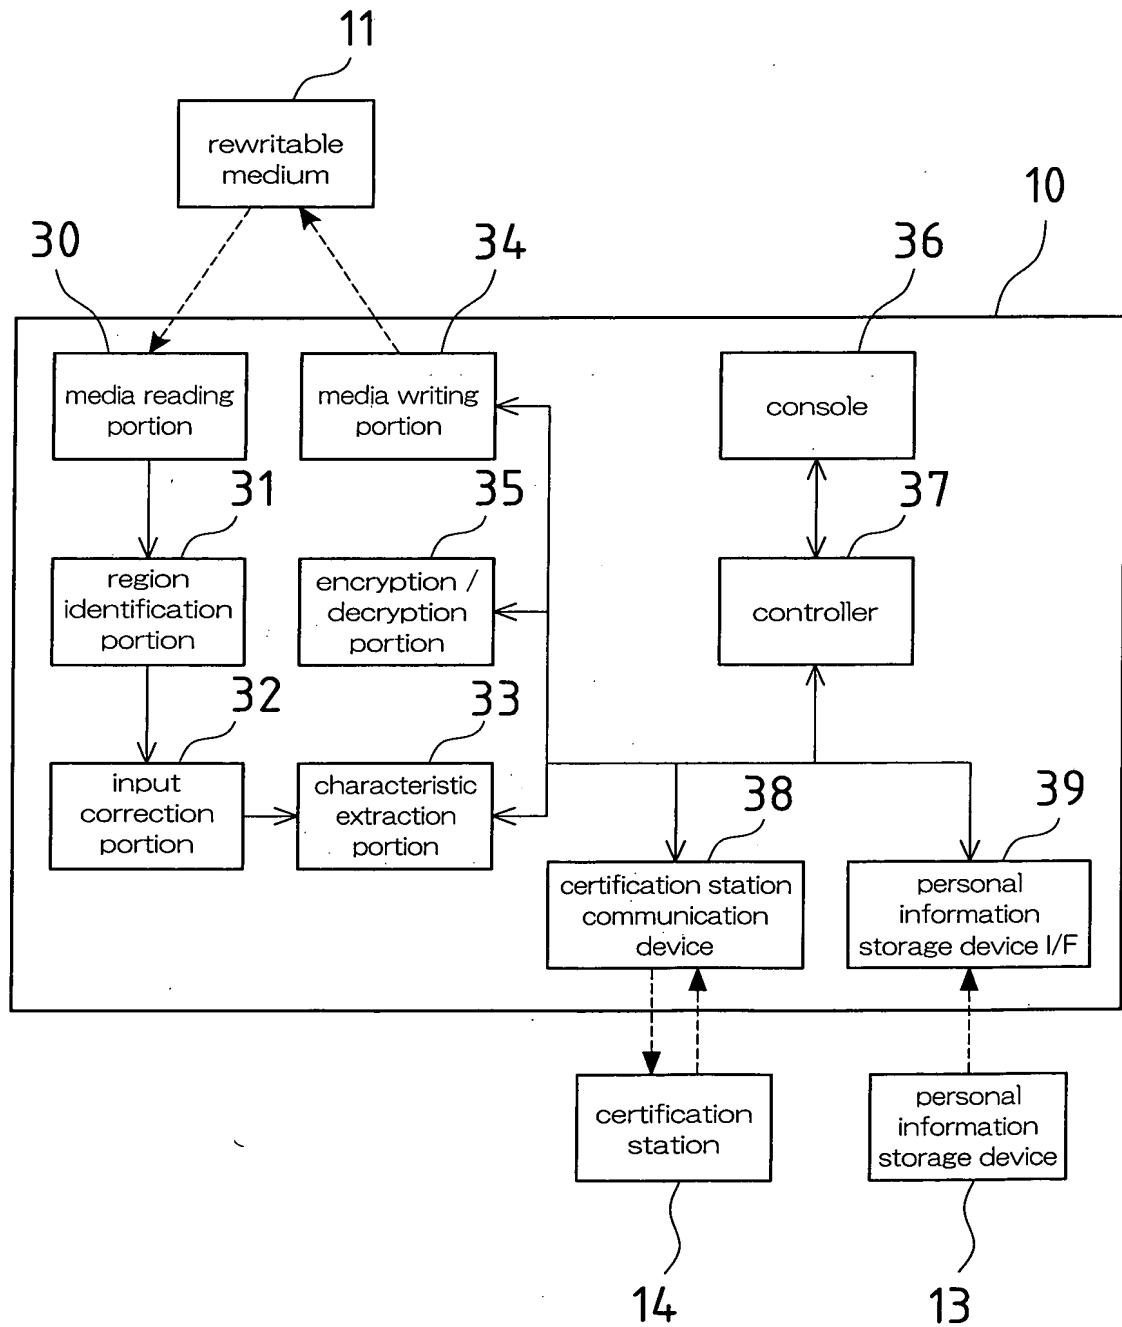 11
rewritable
medium
10
30
34
36
media reading
portion
media writing
portion
console
31
35
37
region
identification
portion
encryption /
decryption
portion
controller
32
33
input
correction
portion
characteristic
extraction
portion
38
39
certification station
communication
device
personal
information
storage device I/F
certification
station
personal
information
storage device
14
13